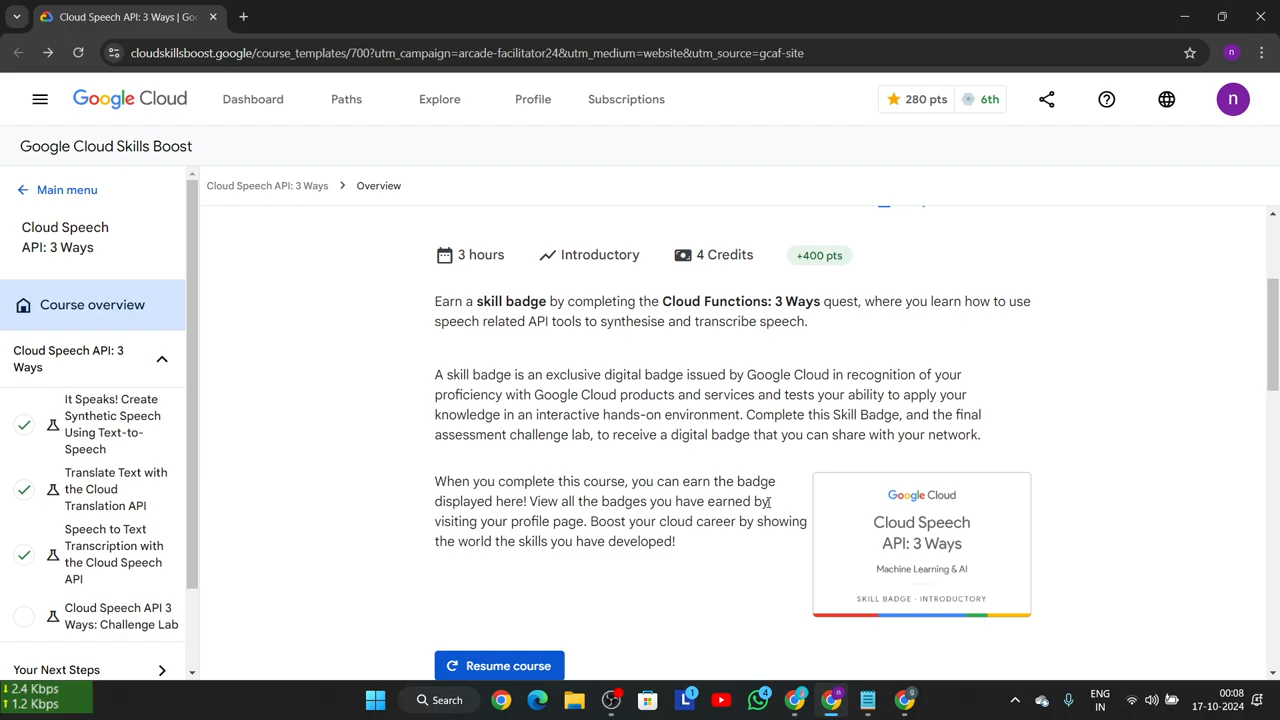 Cloud Speech API: 3 Ways | Goo
cloudskillsboost.google/course_templates/700?utm_campaign=arcade-facilitator24&utm_medium=website&utm_source=gcaf-site
n
Google Cloud
Dashboard
Paths
Explore
Profile
Subscriptions
280 pts
6th
n
Google Cloud Skills Boost
Main menu
Cloud Speech
API: 3 Ways
Course overview
Cloud Speech API: 3
Ways
It Speaks! Create
Synthetic Speech
Using Text-to-
Speech
Translate Text with
the Cloud
Translation API
Speech to Text
Transcription with
the Cloud Speech
API
Cloud Speech API 3
Ways: Challenge Lab
Your Next Steps
Cloud Speech API: 3 Ways
Overview
3 hours
Introductory
4 Credits
+400 pts
Earn a skill badge by completing the Cloud Functions: 3 Ways quest, where you learn how to use
speech related API tools to synthesise and transcribe speech.
A skill badge is an exclusive digital badge issued by Google Cloud in recognition of your
proficiency with Google Cloud products and services and tests your ability to apply your
knowledge in an interactive hands-on environment. Complete this Skill Badge, and the final
assessment challenge lab, to receive a digital badge that you can share with your network.
When you complete this course, you can earn the badge
displayed here! View all the badges you have earned by
visiting your profile page. Boost your cloud career by showing
the world the skills you have developed!
Google Cloud
Cloud Speech
API: 3 Ways
Machine Learning & AI
SKILL BADGE · INTRODUCTORY
Resume course
2.4 Kbps
1.2 Kbps
Search
L
1
4
n
g
ENG
IN
00:08
17-10-2024